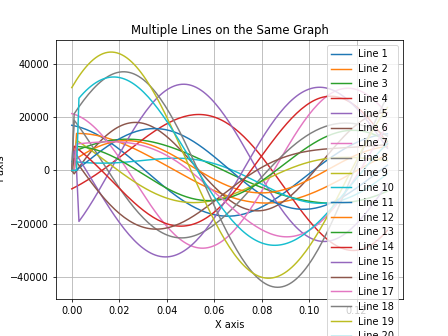 Multiple Lines on the Same Graph
40000
20000
0
−20000
−40000
0.00
0.02
0.04
0.06
0.08
0.10
X axis
Line 1
Line 2
Line 3
Line 4
Line 5
Line 6
Line 7
Line 8
Line 9
Line 10
Line 11
Line 12
Line 13
Line 14
Line 15
Line 16
Line 17
Line 18
Line 19
Line 20